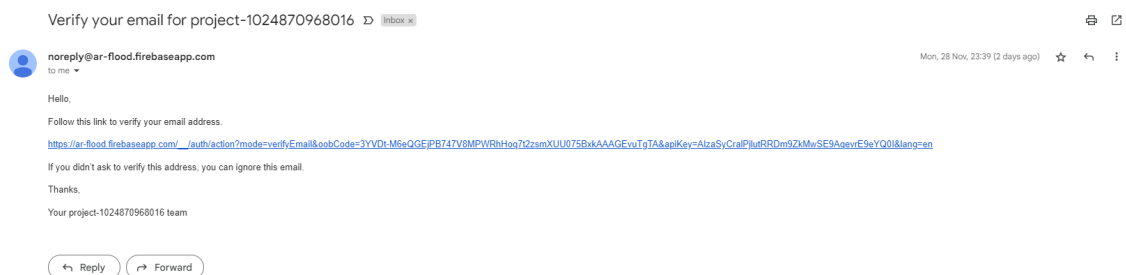 Verify your email for project-1024870968016 Inbox x
noreply@ar-flood.firebaseapp.com Mon, 28 Nov, 23:39 (2 days ago)
to me
Hello,
Follow this link to verify your email address.
https://ar-flood.firebaseapp.com/__/auth/action?mode=verifyEmail&oobCode=3YVDt-M6eQGEjPB747V8MPWRhHoq7t2zsmXUU075BxkAAAGEvuTgTA&apiKey=AIzaSyCralPjlutRRDm9ZkMwSE9AqevrE9eYQ0I&lang=en
If you didn't ask to verify this address, you can ignore this email.
Thanks,
Your project-1024870968016 team
Reply Forward